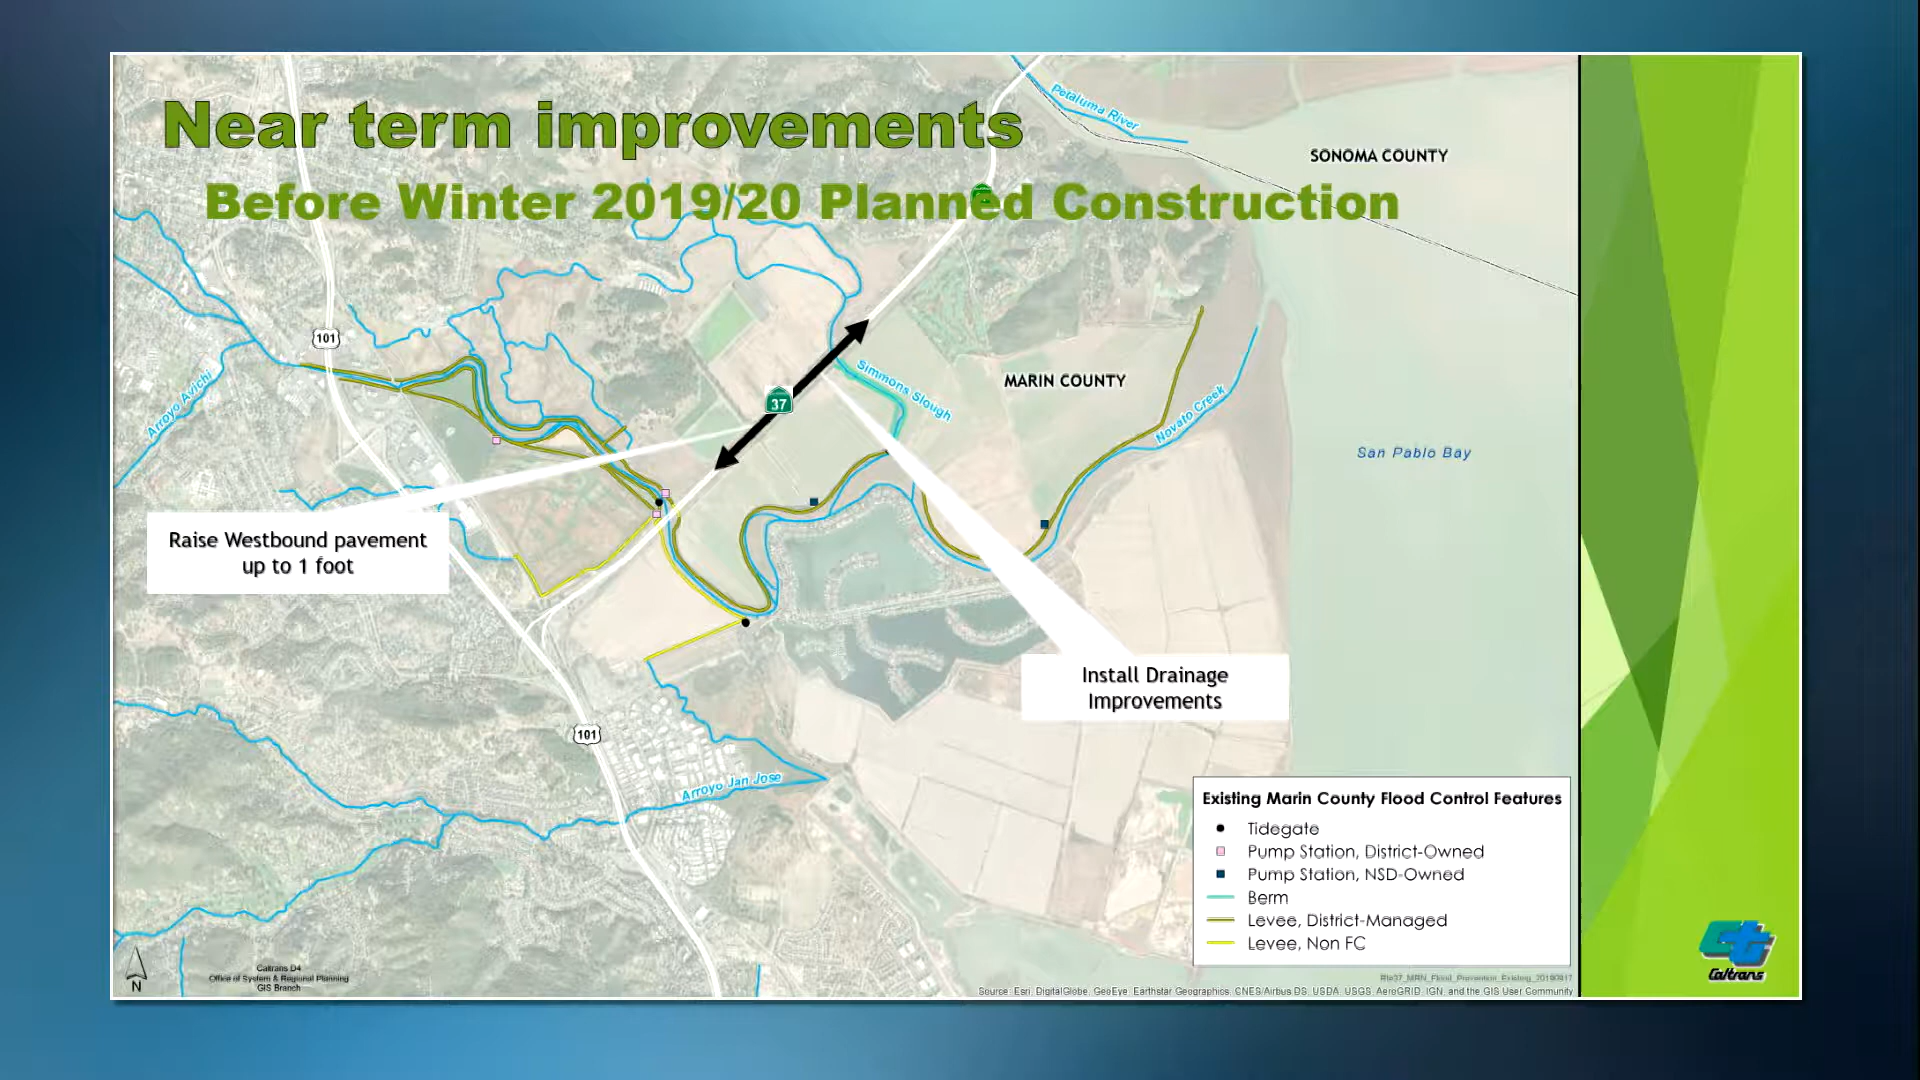 Near term improvements
Before Winter 2019/20 Planned Construction
Petaluma River
SONOMA COUNTY
101
Arroyo Avichi
37
Simmons Slough
MARIN COUNTY
Novato Creek
San Pablo Bay
Raise Westbound pavement
up to 1 foot
Install Drainage
Improvements
101
Arroyo San Jose
Existing Marin County Flood Control Features
Tidegate
Pump Station, District-Owned
Pump Station, NSD-Owned
Berm
Levee, District-Managed
Levee, Non FC
N
Caltrans D4
Office of System & Regional Planning
GIS Branch
Rte37_MRN_Flood_Prevention_Existing_20190817
Source: Esri, DigitalGlobe, GeoEye, Earthstar Geographics, CNES/Airbus DS, USDA, USGS, AeroGRID, IGN, and the GIS User Community
Caltrans